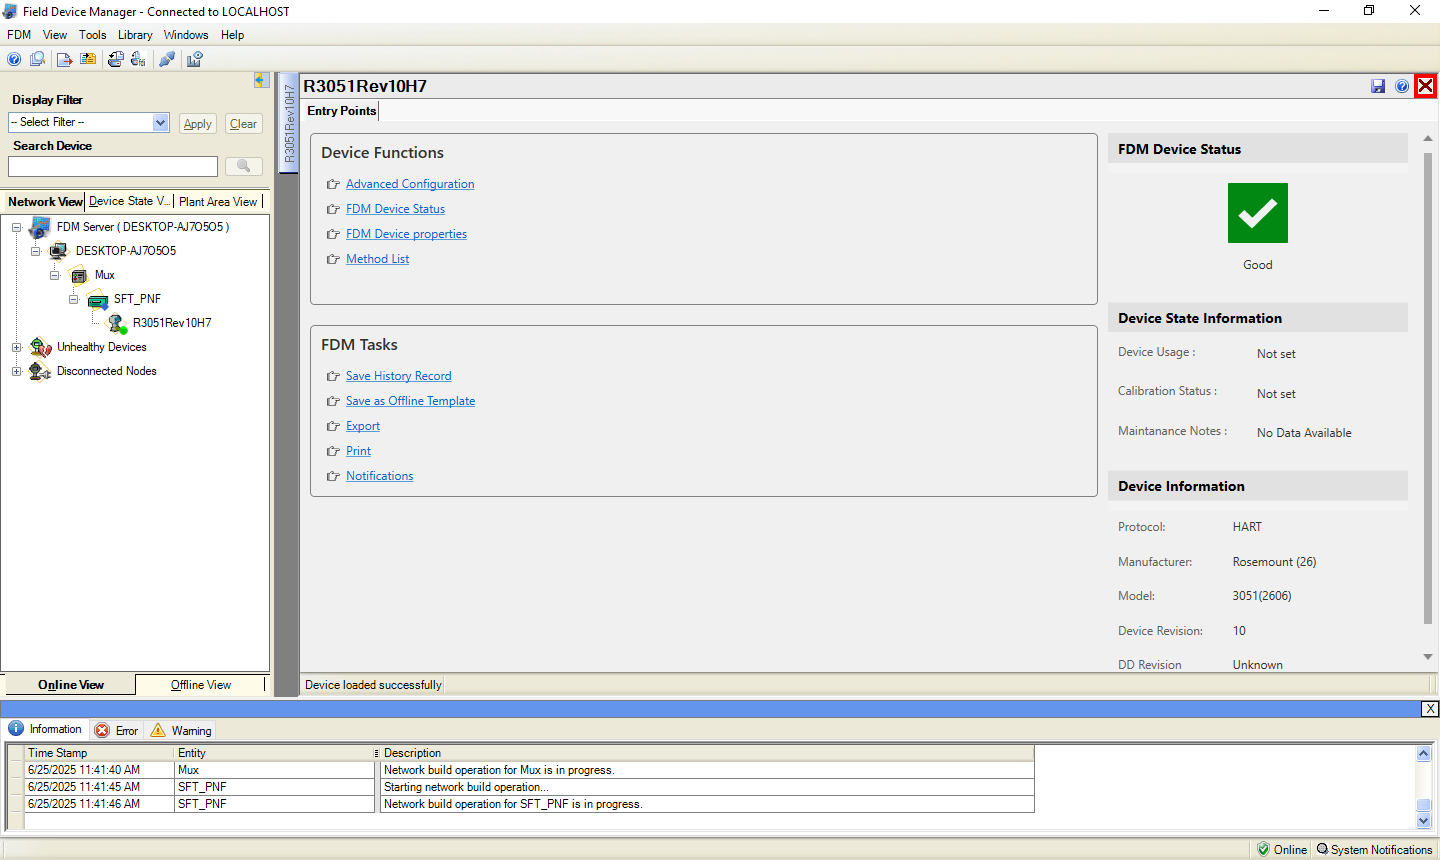 Field Device Manager - Connected to LOCALHOST
FDM View Tools Library Windows Help
Display Filter
-- Select Filter --
Apply
Clear
Search Device
Network View
Device State V...
Plant Area View
FDM Server ( DESKTOP-AJ7O5O5 )
DESKTOP-AJ7O5O5
Mux
SFT_PNF
R3051Rev10H7
Unhealthy Devices
Disconnected Nodes
Online View
Offline View
R3051Rev10H7
R3051Rev10H7
Entry Points
Device Functions
Advanced Configuration
FDM Device Status
FDM Device properties
Method List
FDM Tasks
Save History Record
Save as Offline Template
Export
Print
Notifications
FDM Device Status
Good
Device State Information
Device Usage : Not set
Calibration Status : Not set
Maintanance Notes : No Data Available
Device Information
Protocol: HART
Manufacturer: Rosemount (26)
Model: 3051(2606)
Device Revision: 10
DD Revision Unknown
Device loaded successfully
X
Information Error Warning
Time Stamp Entity Description
6/25/2025 11:41:40 AM Mux Network build operation for Mux is in progress.
6/25/2025 11:41:45 AM SFT_PNF Starting network build operation...
6/25/2025 11:41:46 AM SFT_PNF Network build operation for SFT_PNF is in progress.
Online System Notifications